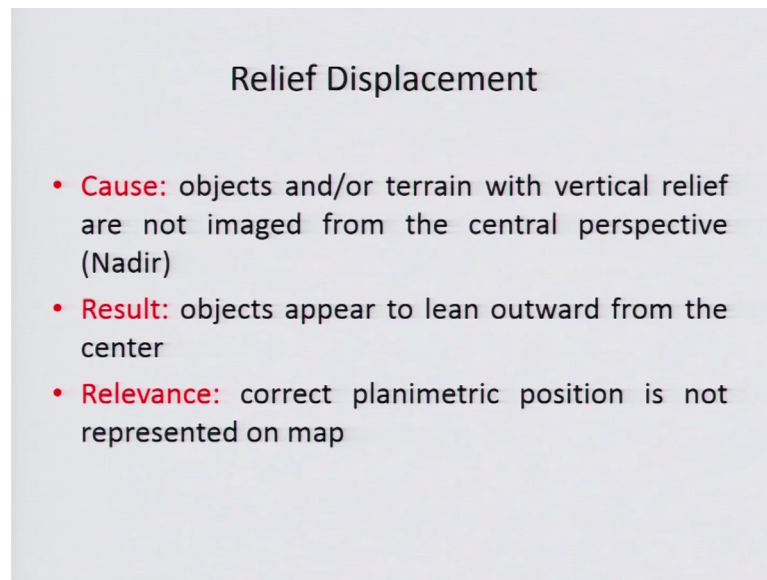 Relief Displacement
• Cause: objects and/or terrain with vertical relief
are not imaged from the central perspective
(Nadir)
• Result: objects appear to lean outward from the
center
• Relevance: correct planimetric position is not
represented on map